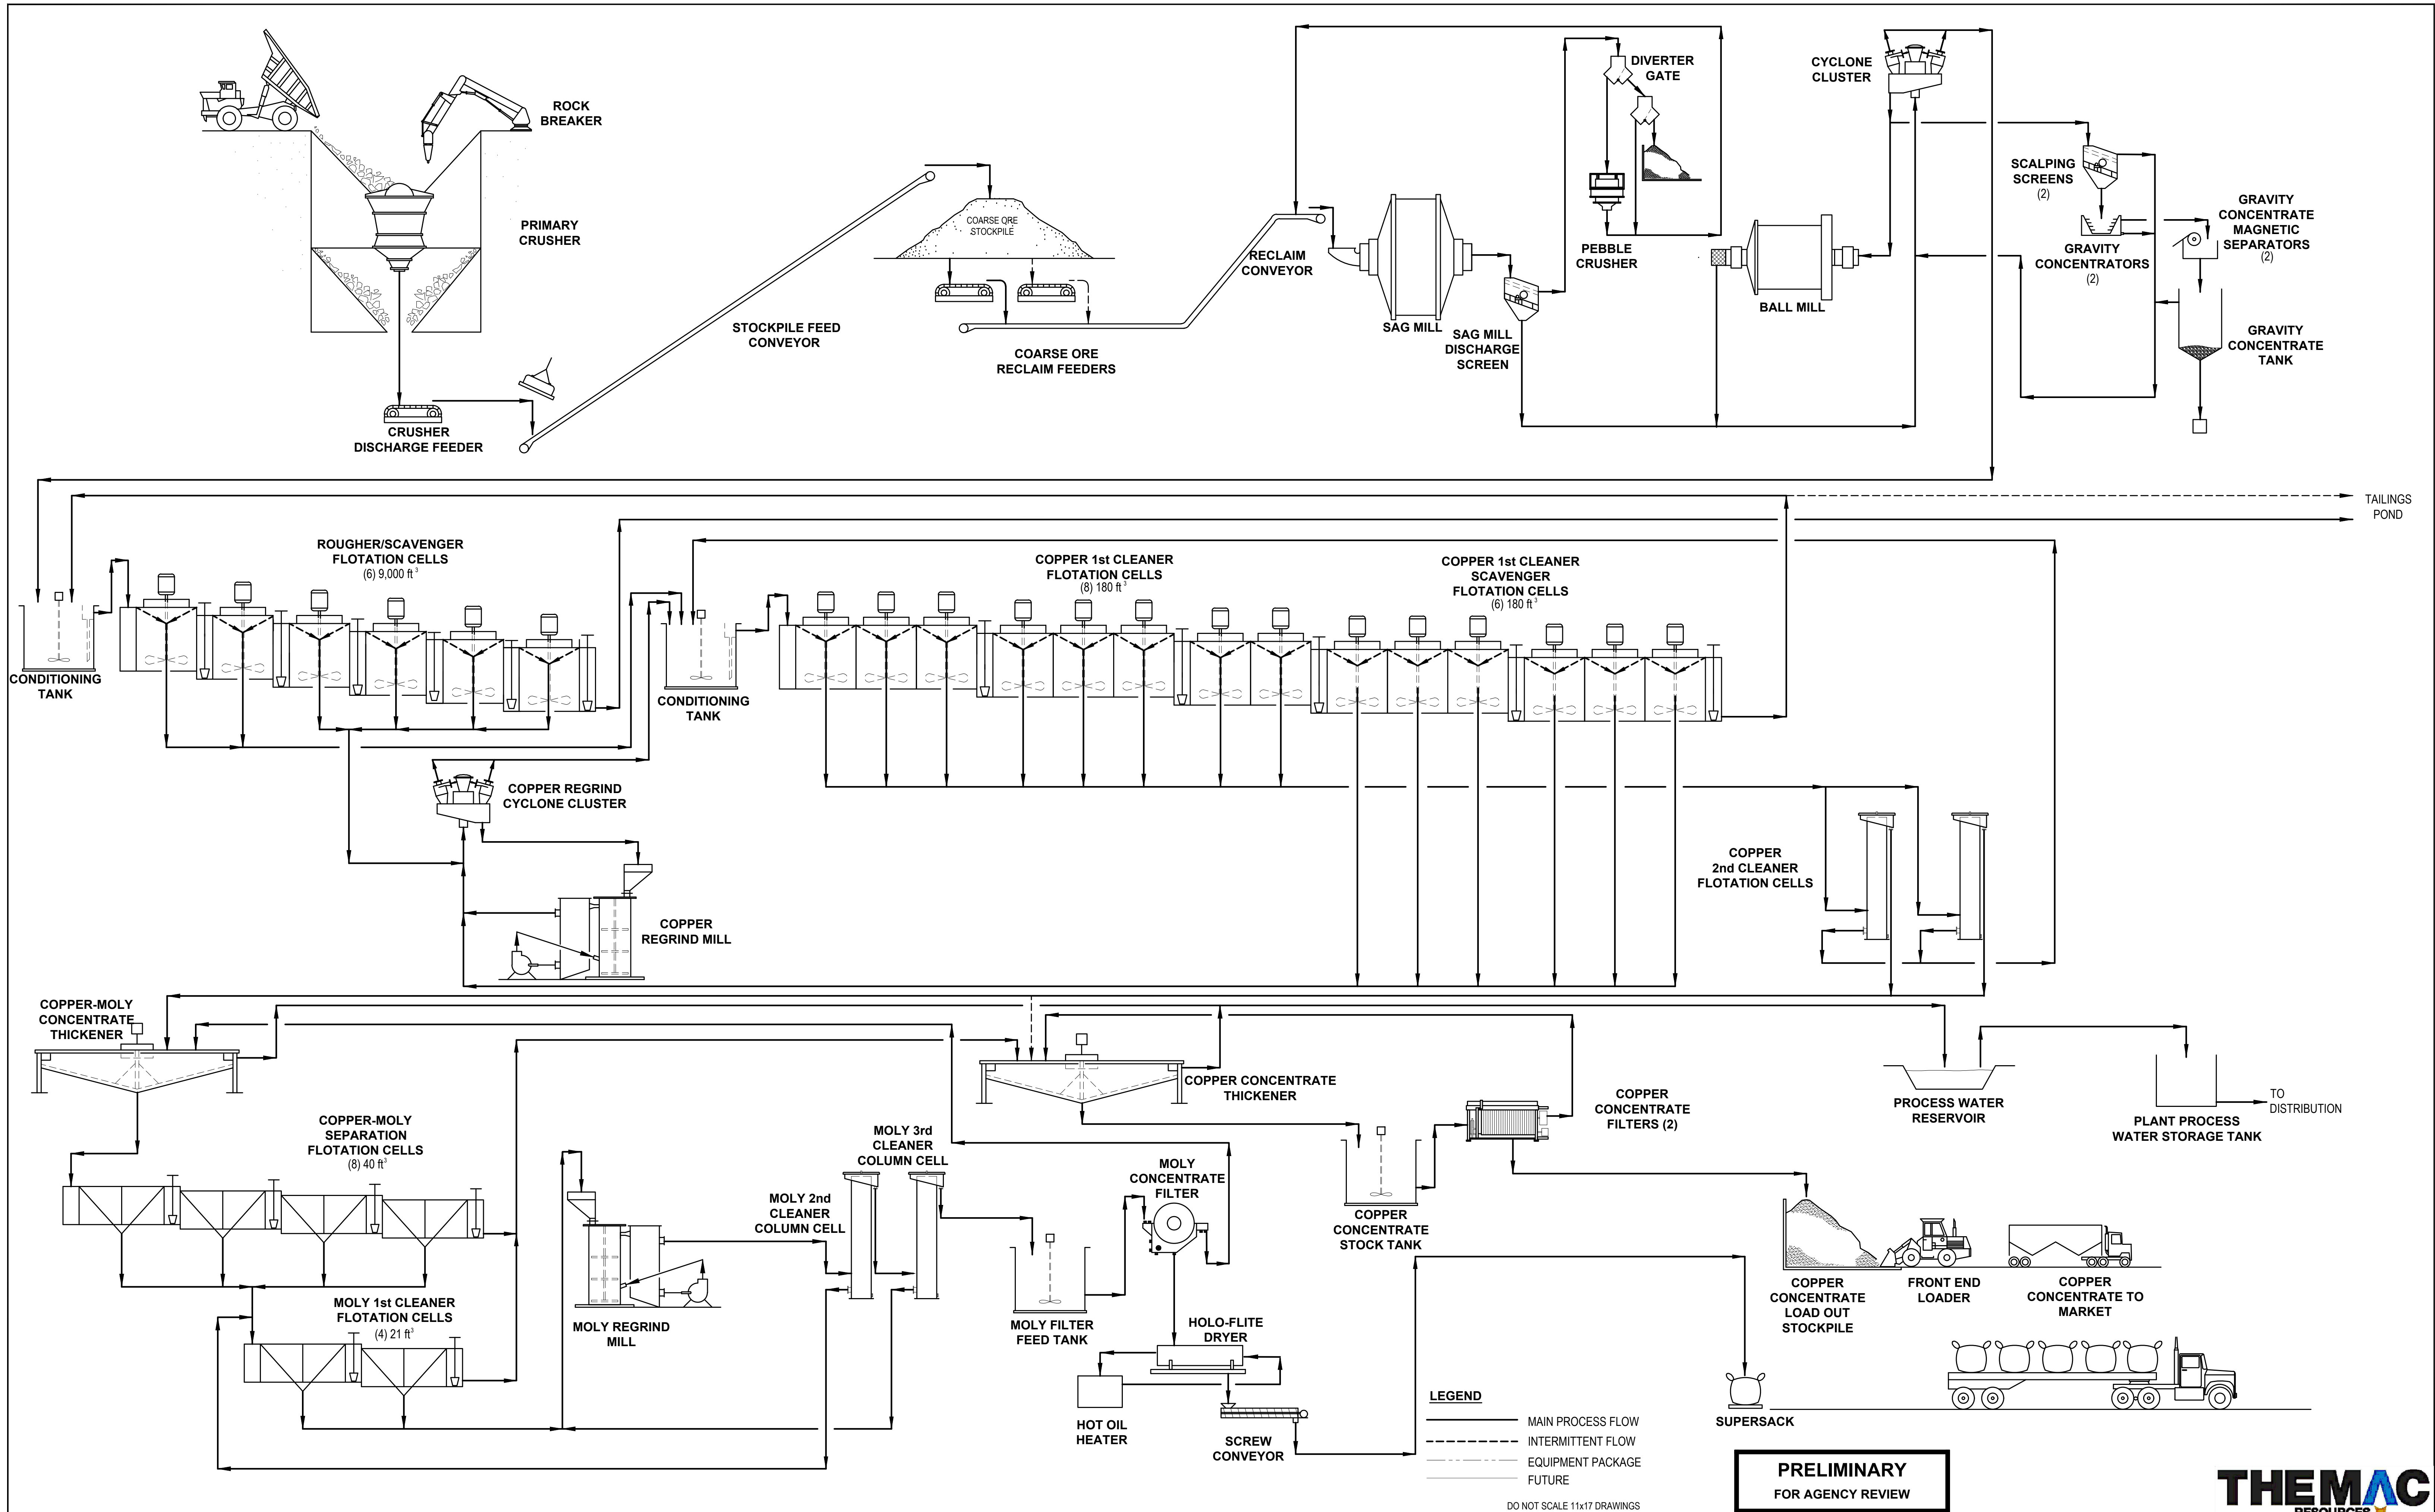 ROCK
BREAKER
PRIMARY
CRUSHER
CRUSHER
DISCHARGE FEEDER
STOCKPILE FEED
CONVEYOR
COARSE ORE
STOCKPILE
COARSE ORE
RECLAIM FEEDERS
RECLAIM
CONVEYOR
SAG MILL
SAG MILL
DISCHARGE
SCREEN
DIVERTER
GATE
PEBBLE
CRUSHER
BALL MILL
CYCLONE
CLUSTER
SCALPING
SCREENS
(2)
GRAVITY
CONCENTRATORS
(2)
GRAVITY
CONCENTRATE
MAGNETIC
SEPARATORS
(2)
GRAVITY
CONCENTRATE
TANK
TAILINGS
POND
CONDITIONING
TANK
ROUGHER/SCAVENGER
FLOTATION CELLS
(6) 9,000 ft³
CONDITIONING
TANK
COPPER 1st CLEANER
FLOTATION CELLS
(8) 180 ft³
COPPER 1st CLEANER
SCAVENGER
FLOTATION CELLS
(6) 180 ft³
COPPER REGRIND
CYCLONE CLUSTER
COPPER
REGRIND MILL
COPPER
2nd CLEANER
FLOTATION CELLS
COPPER-MOLY
CONCENTRATE
THICKENER
COPPER-MOLY
SEPARATION
FLOTATION CELLS
(8) 40 ft³
MOLY 1st CLEANER
FLOTATION CELLS
(4) 21 ft³
MOLY REGRIND
MILL
MOLY 2nd
CLEANER
COLUMN CELL
MOLY 3rd
CLEANER
COLUMN CELL
MOLY FILTER
FEED TANK
MOLY
CONCENTRATE
FILTER
HOLO-FLITE
DRYER
HOT OIL
HEATER
SCREW
CONVEYOR
COPPER CONCENTRATE
THICKENER
COPPER
CONCENTRATE
STOCK TANK
COPPER
CONCENTRATE
FILTERS (2)
PROCESS WATER
RESERVOIR
PLANT PROCESS
WATER STORAGE TANK
TO
DISTRIBUTION
COPPER
CONCENTRATE
LOAD OUT
STOCKPILE
FRONT END
LOADER
COPPER
CONCENTRATE TO
MARKET
SUPERSACK
LEGEND
MAIN PROCESS FLOW
INTERMITTENT FLOW
EQUIPMENT PACKAGE
FUTURE
DO NOT SCALE 11x17 DRAWINGS
PRELIMINARY
FOR AGENCY REVIEW
THEMAC
RESOURCES